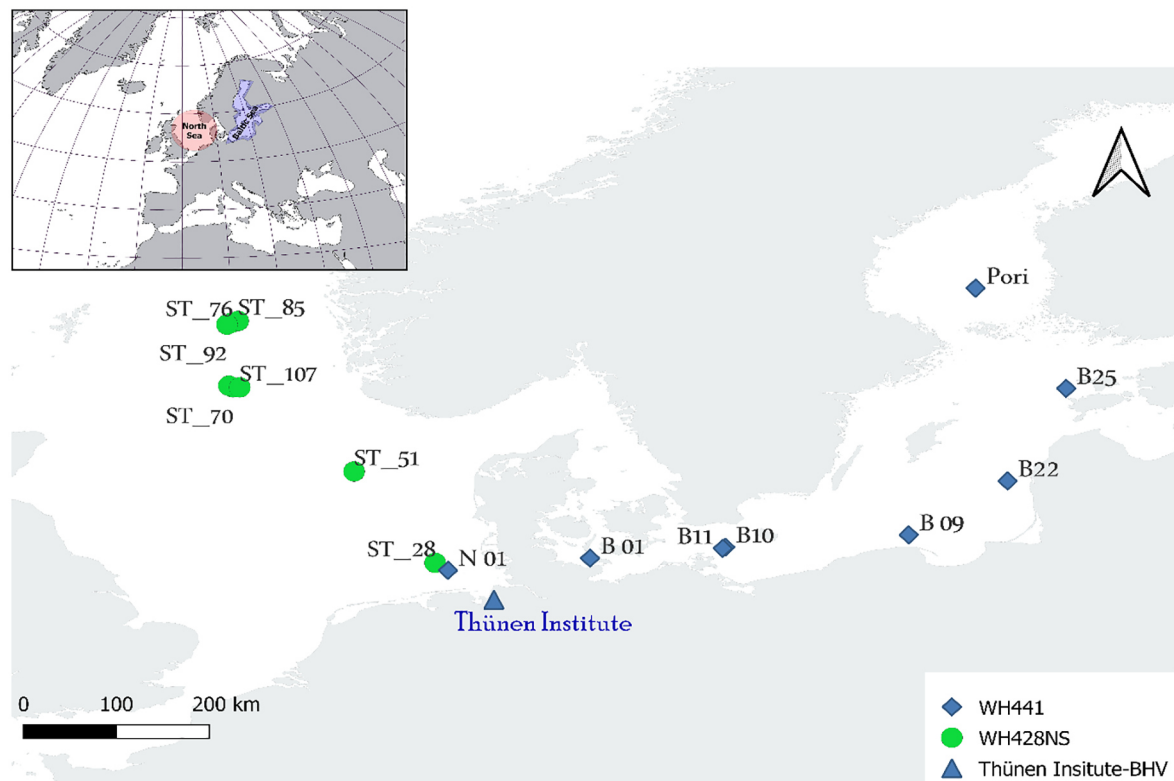 North
Sea
Baltic Sea
Pori
ST_76
ST_85
ST_92
ST_107
ST_70
B25
ST_51
B22
B 09
B11
B10
B 01
ST_28
N 01
Thünen Institute
0 100 200 km
WH441
WH428NS
Thünen Insitute-BHV